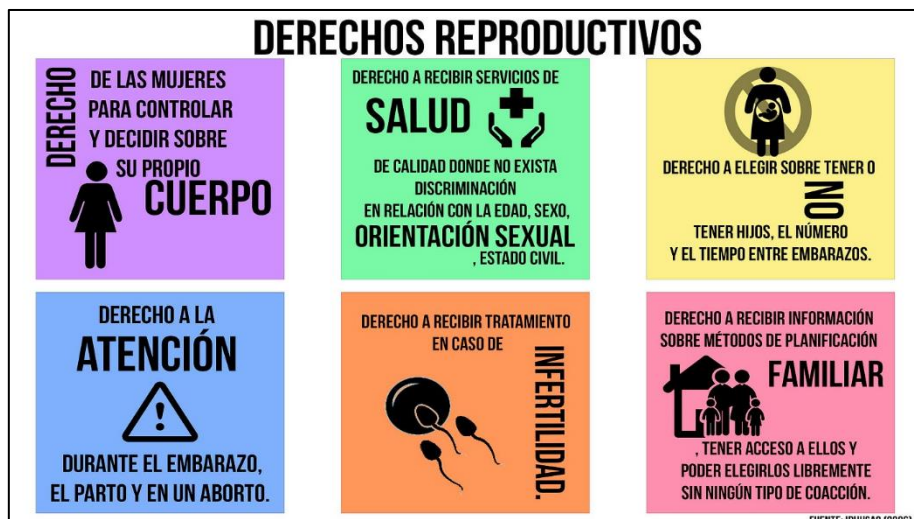 DERECHOS REPRODUCTIVOS
DERECHO
DE LAS MUJERES
PARA CONTROLAR
Y DECIDIR SOBRE
SU PROPIO
CUERPO
DERECHO A RECIBIR SERVICIOS DE
SALUD
DE CALIDAD DONDE NO EXISTA
DISCRIMINACIÓN
EN RELACIÓN CON LA EDAD, SEXO,
ORIENTACIÓN SEXUAL
, ESTADO CIVIL.
DERECHO A ELEGIR SOBRE TENER O
NO
TENER HIJOS, EL NÚMERO
Y EL TIEMPO ENTRE EMBARAZOS.
DERECHO A LA
ATENCIÓN
DURANTE EL EMBARAZO,
EL PARTO Y EN UN ABORTO.
DERECHO A RECIBIR TRATAMIENTO
EN CASO DE
INFERTILIDAD.
DERECHO A RECIBIR INFORMACIÓN
SOBRE MÉTODOS DE PLANIFICACIÓN
FAMILIAR
, TENER ACCESO A ELLOS Y
PODER ELEGIRLOS LIBREMENTE
SIN NINGÚN TIPO DE COACCIÓN.